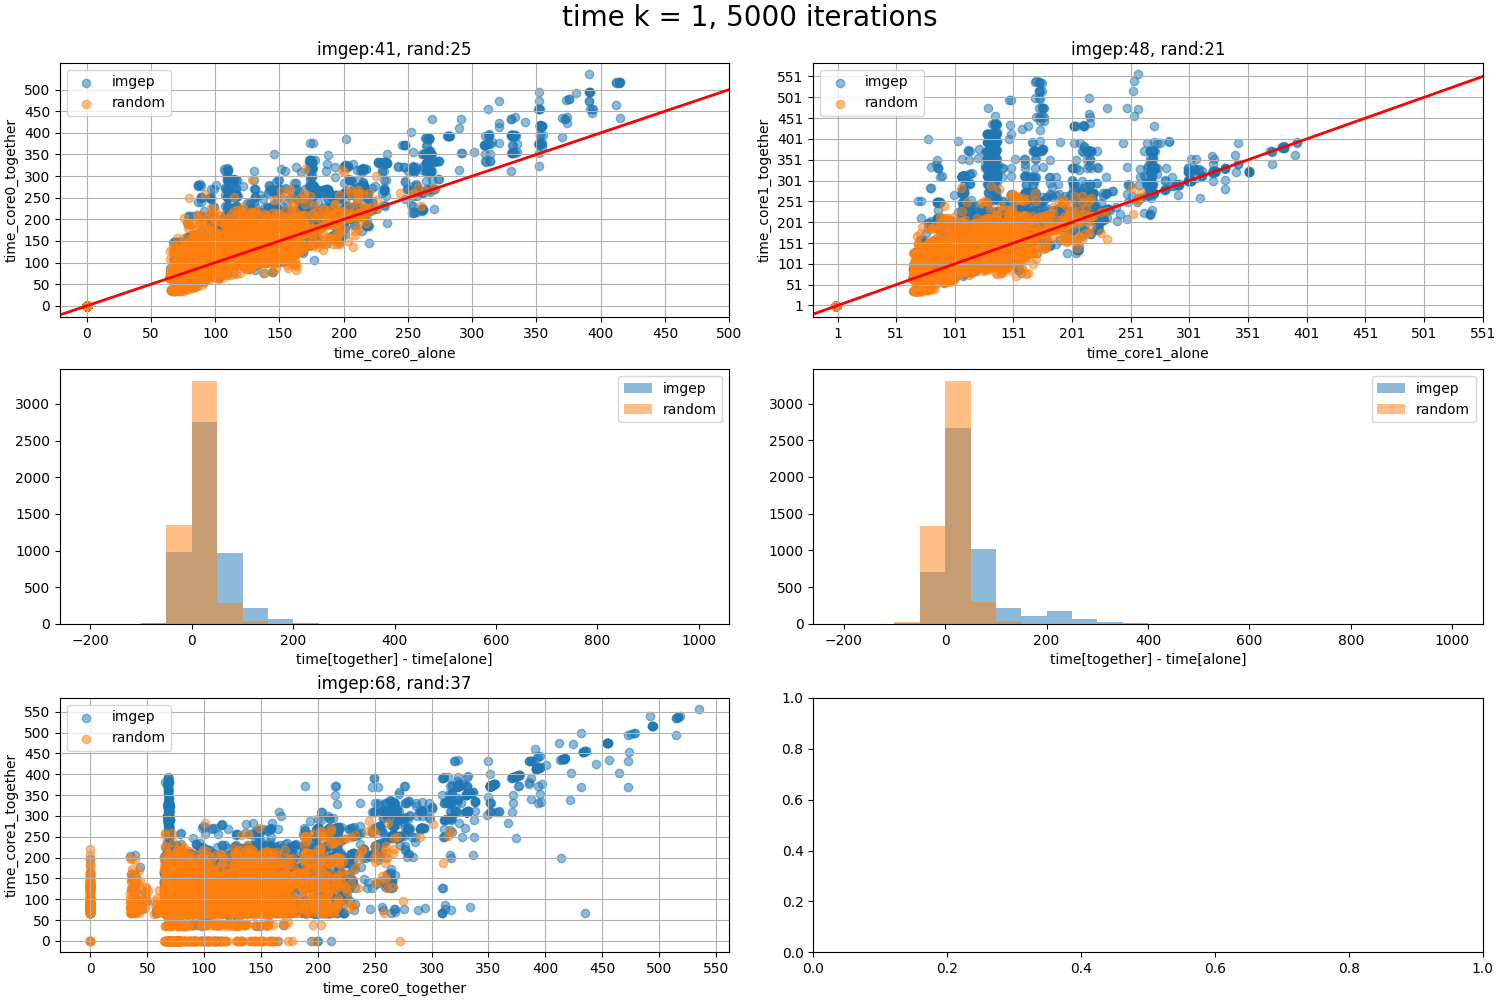 time k = 1, 5000 iterations
imgep:41, rand:25
imgep
random
time_core0_together
500
450
400
350
300
250
200
150
100
50
0
0 50 100 150 200 250 300 350 400 450 500
time_core0_alone
imgep:48, rand:21
imgep
random
time_core1_together
551
501
451
401
351
301
251
201
151
101
51
1
1 51 101 151 201 251 301 351 401 451 501 551
time_core1_alone
imgep
random
3000
2500
2000
1500
1000
500
0
−200 0 200 400 600 800 1000
time[together] - time[alone]
imgep
random
3000
2500
2000
1500
1000
500
0
−200 0 200 400 600 800 1000
time[together] - time[alone]
imgep:68, rand:37
imgep
random
time_core1_together
550
500
450
400
350
300
250
200
150
100
50
0
0 50 100 150 200 250 300 350 400 450 500 550
time_core0_together
1.0
0.8
0.6
0.4
0.2
0.0
0.0 0.2 0.4 0.6 0.8 1.0